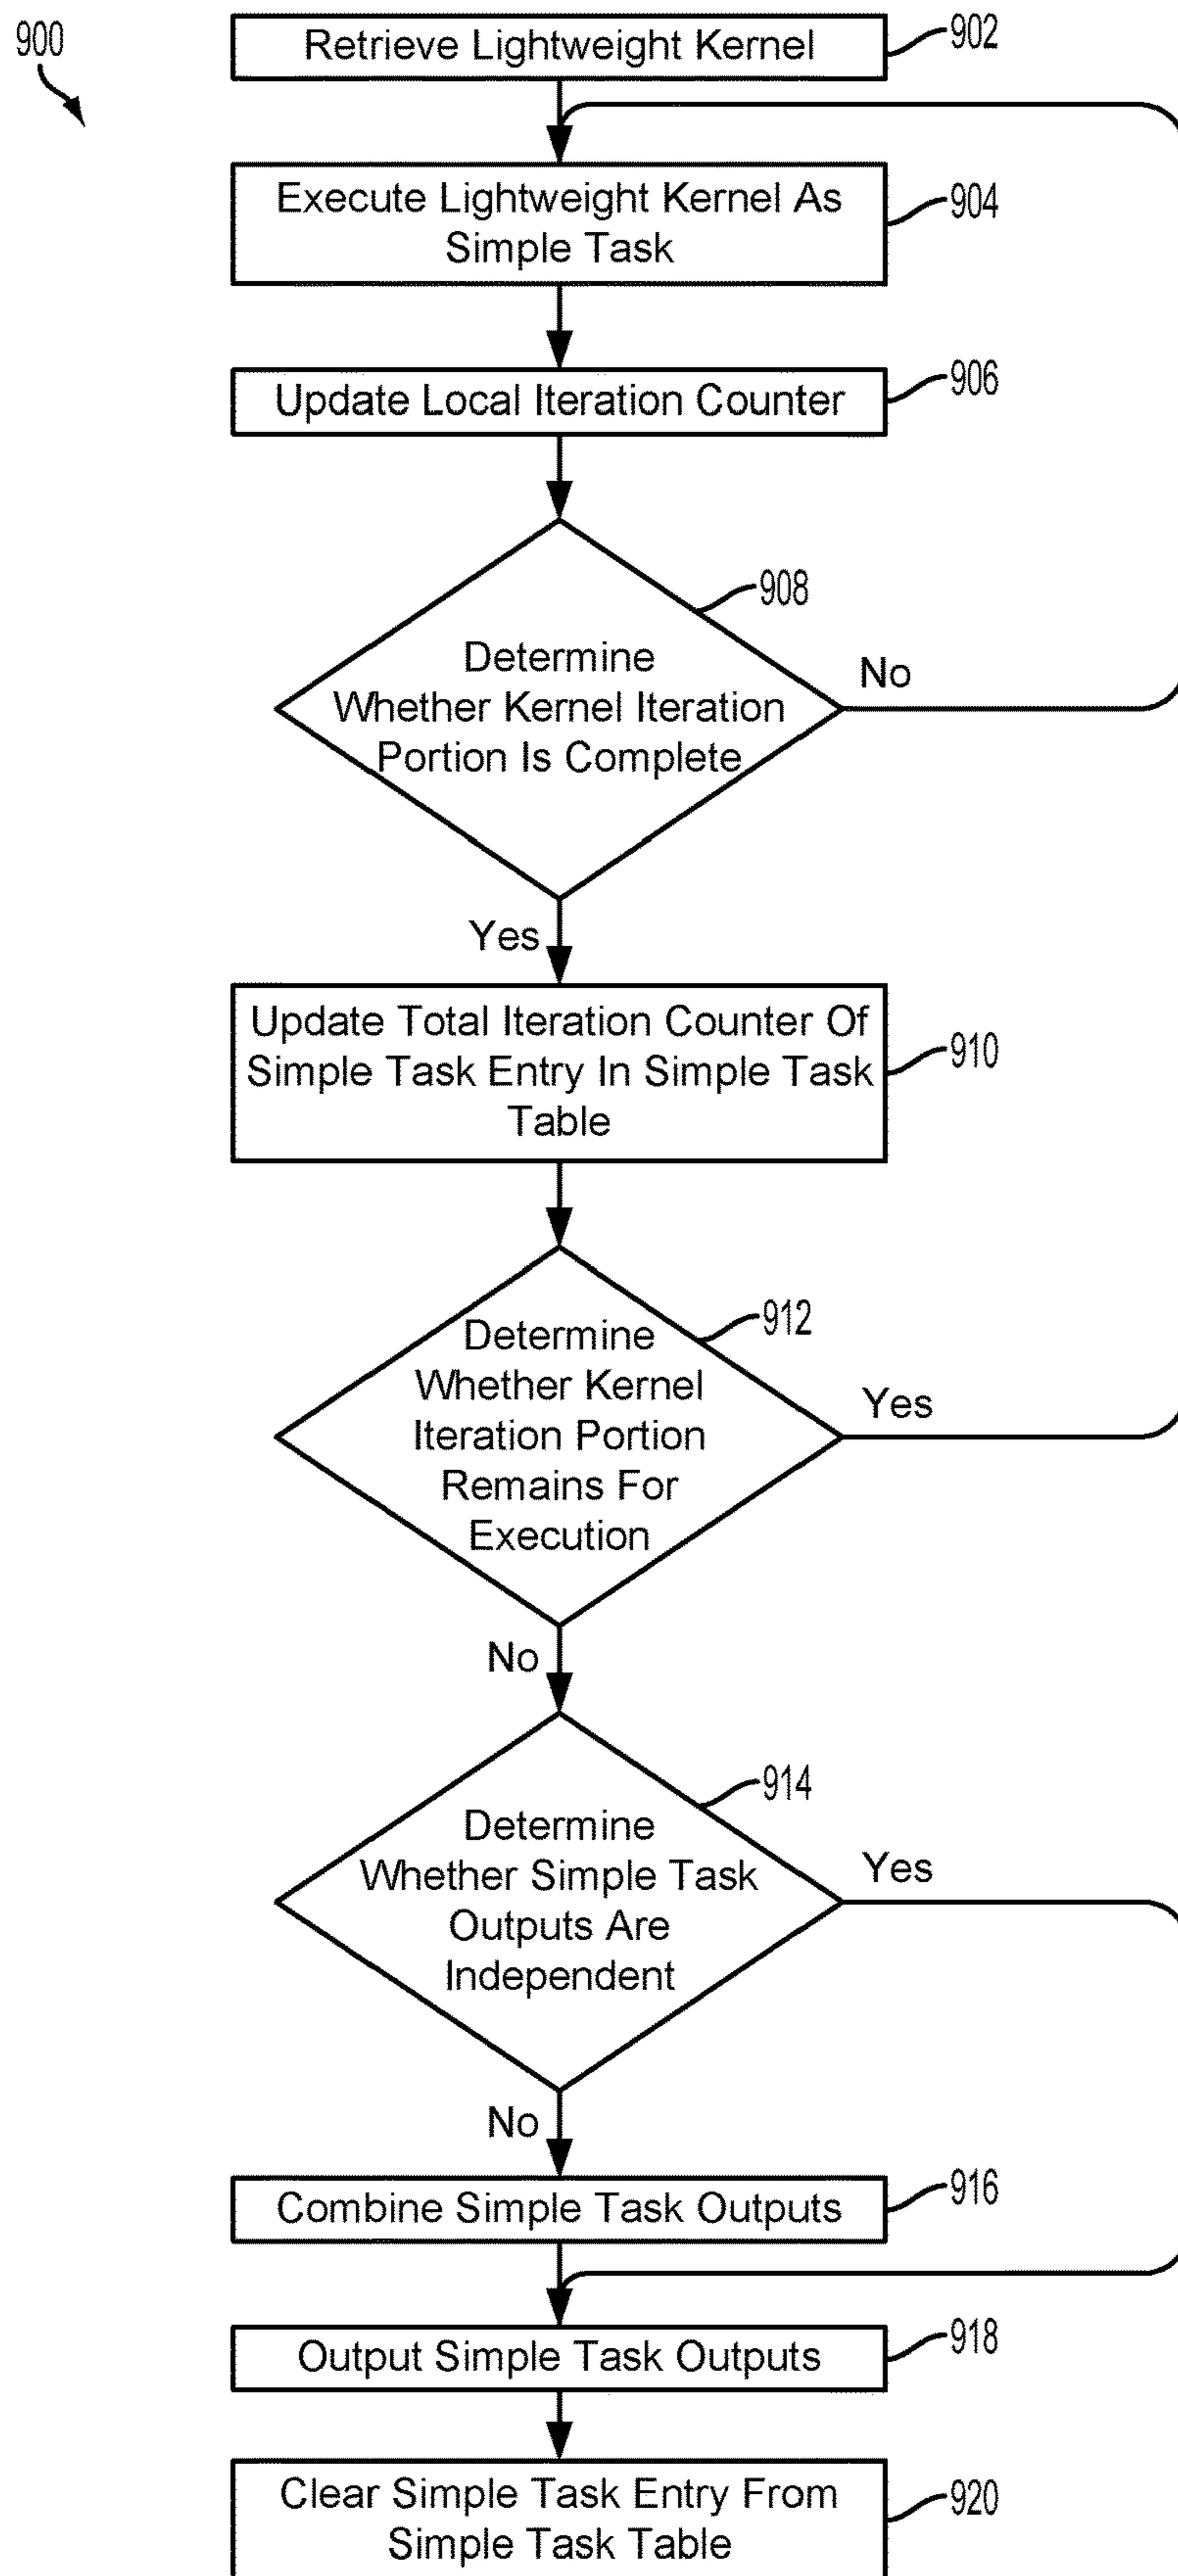 900
Retrieve Lightweight Kernel
902
Execute Lightweight Kernel As
Simple Task
904
Update Local Iteration Counter
906
908
Determine
Whether Kernel Iteration
Portion Is Complete
No
Yes
Update Total Iteration Counter Of
Simple Task Entry In Simple Task
Table
910
912
Determine
Whether Kernel
Iteration Portion
Remains For
Execution
Yes
No
914
Determine
Whether Simple Task
Outputs Are
Independent
Yes
No
Combine Simple Task Outputs
916
Output Simple Task Outputs
918
Clear Simple Task Entry From
Simple Task Table
920